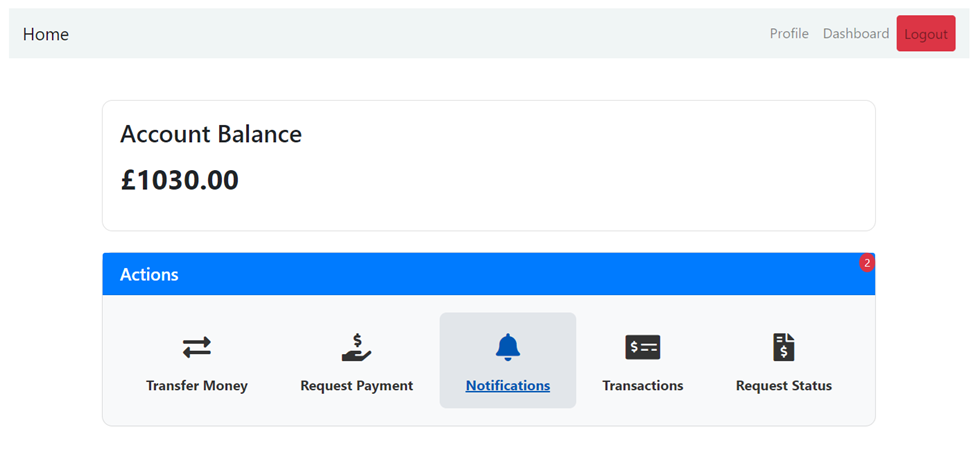 Home Profile Dashboard Logout
Account Balance
£1030.00
Actions 2
Transfer Money Request Payment Notifications Transactions Request Status